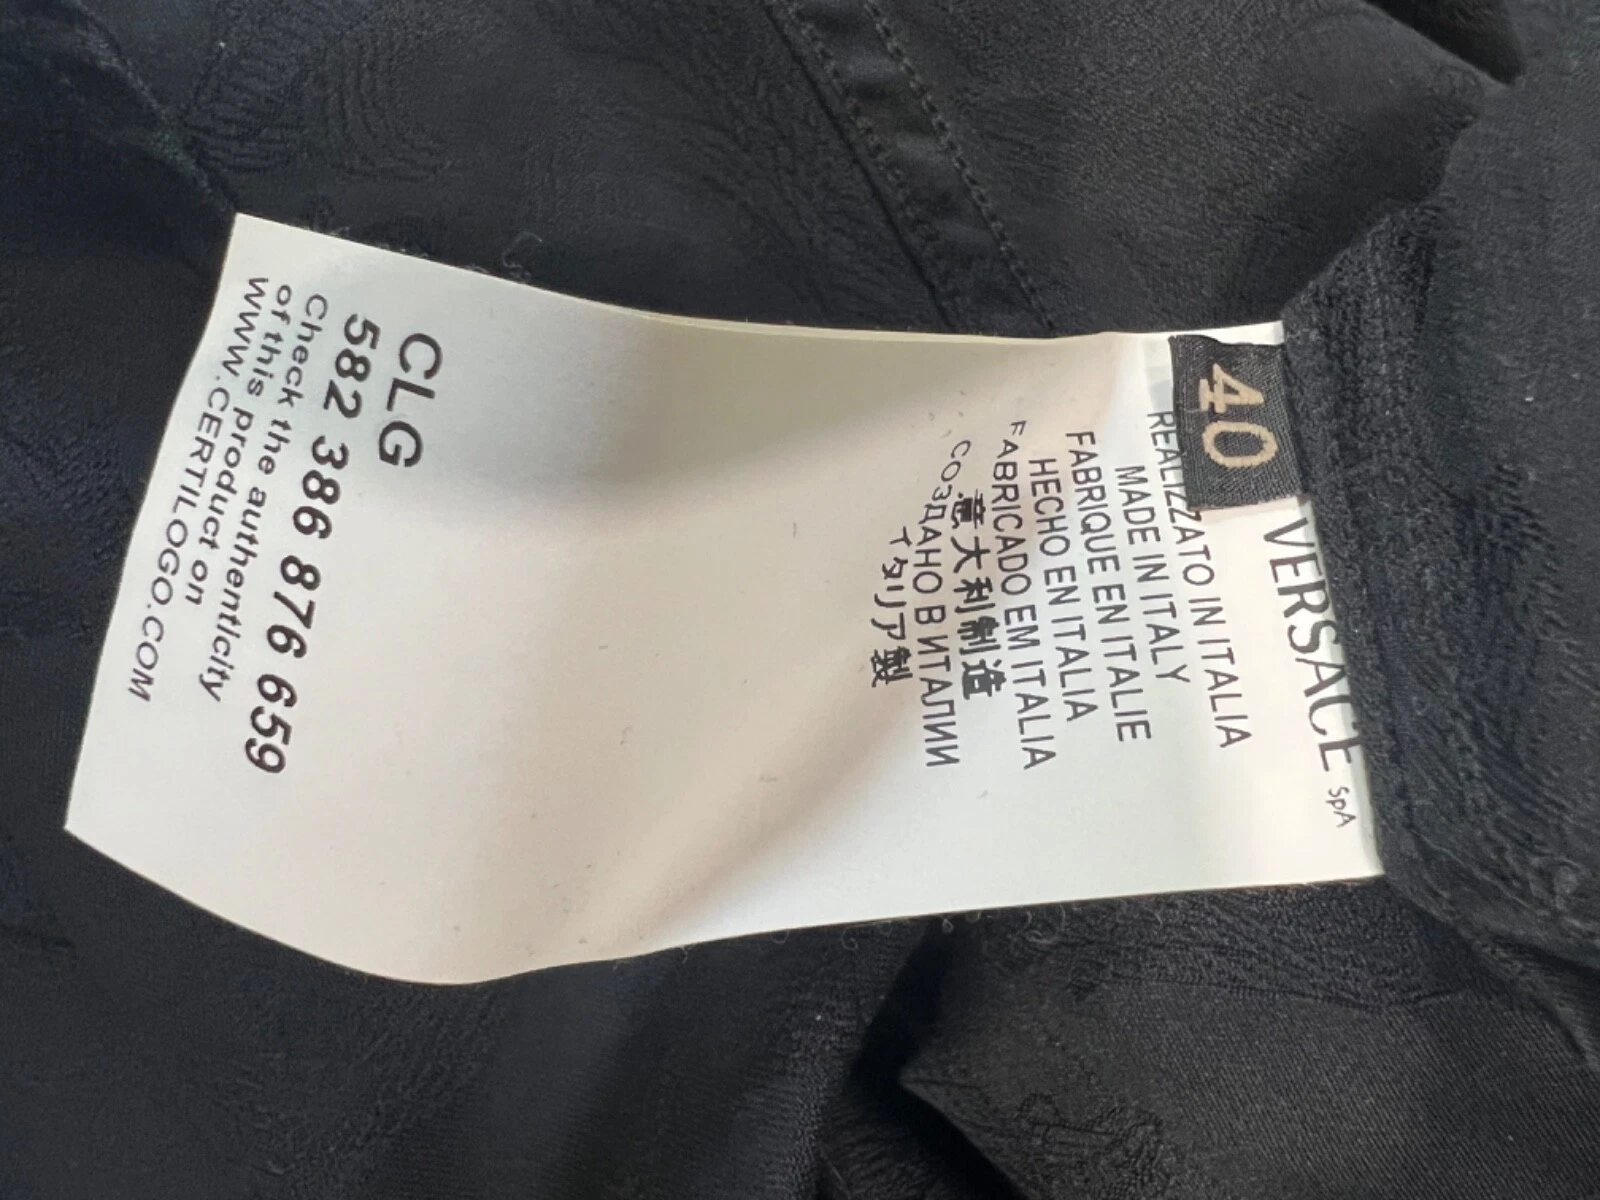 40
VERSACE SpA
REALIZZATO IN ITALIA
MADE IN ITALY
FABRIQUE EN ITALIE
HECHO EN ITALIA
FABRICADO EM ITALIA
意大利制造
СОЗДАНО В ИТАЛИИ
イタリア製
CLG
582 386 876 659
Check the authenticity
of this product on
WWW.CERTILOGO.COM